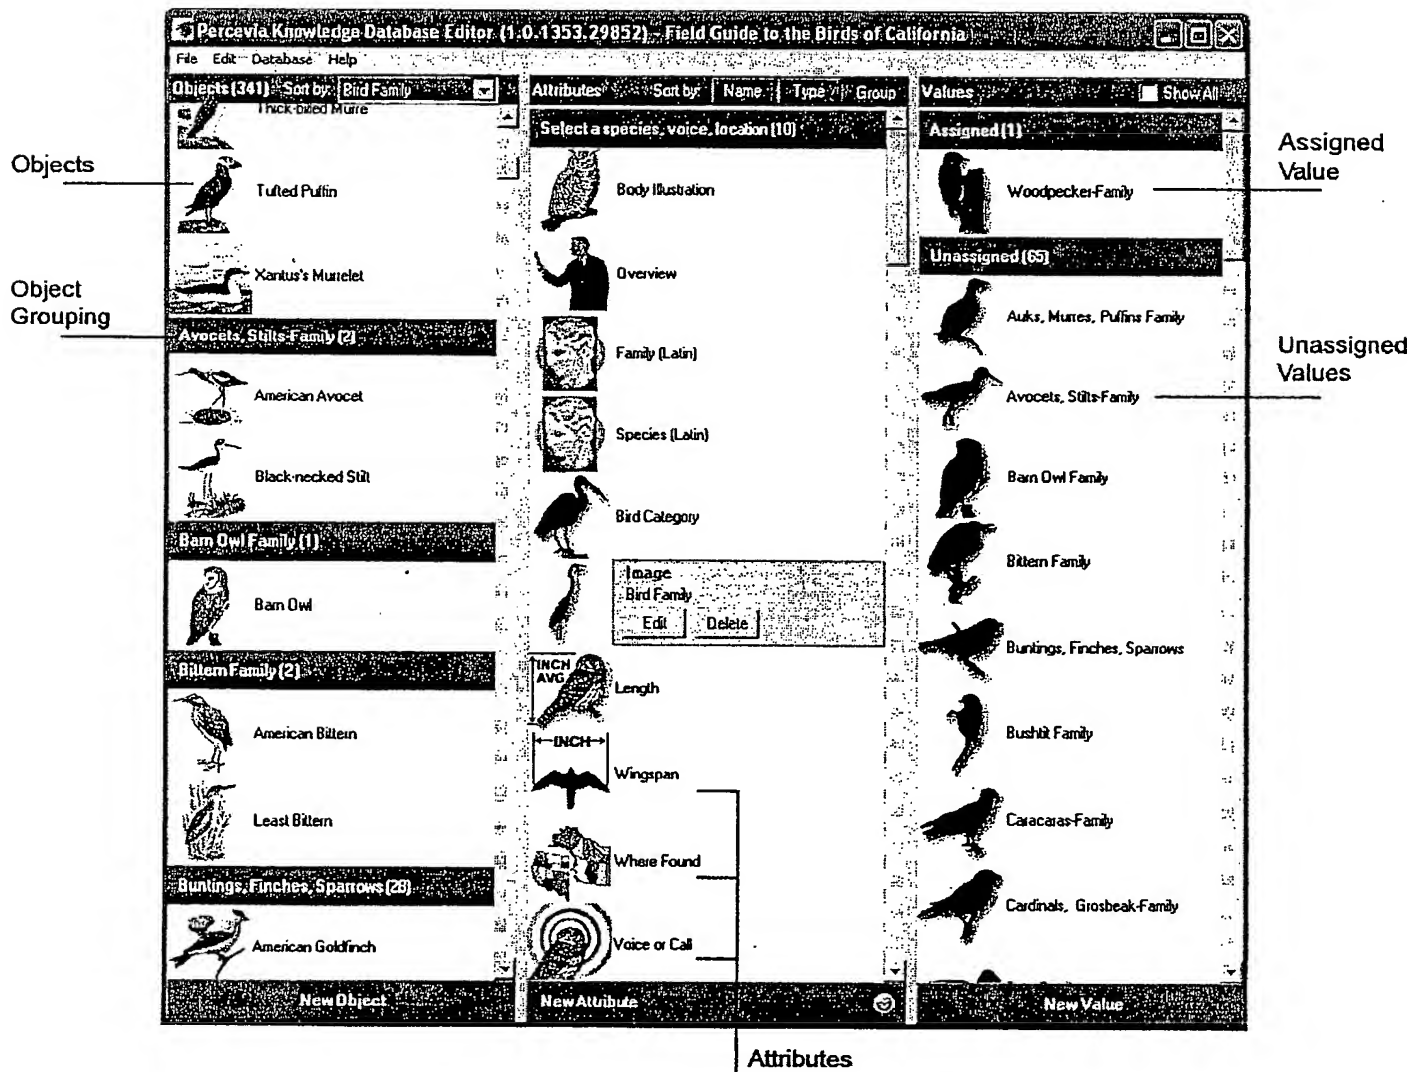 Percevia Knowledge Database Editor (1.0.1353.29852) - Field Guide to the Birds of California
File Edit Database Help
Objects (341) Sort by: Bird Family
Thick-billed Murre
Tufted Puffin
Xantus's Murrelet
Avocets, Stilts-Family (2)
American Avocet
Black-necked Stilt
Barn Owl Family (1)
Barn Owl
Bittern Family (2)
American Bittern
Least Bittern
Buntings, Finches, Sparrows (28)
American Goldfinch
New Object
Attributes Sort by: Name Type Group
Select a species, voice, location (10)
Body Illustration
Overview
Family (Latin)
Species (Latin)
Bird Category
Image
Bird Family
Edit Delete
INCH
AVG
Length
INCH
Wingspan
Where Found
Voice or Call
New Attribute
Values Show All
Assigned (1)
Woodpecker-Family
Unassigned (65)
Auks, Murres, Puffins Family
Avocets, Stilts-Family
Barn Owl Family
Bittern Family
Buntings, Finches, Sparrows
Bushtit Family
Caracaras-Family
Cardinals, Grosbeak-Family
New Value
Objects
Object
Grouping
Assigned
Value
Unassigned
Values
Attributes